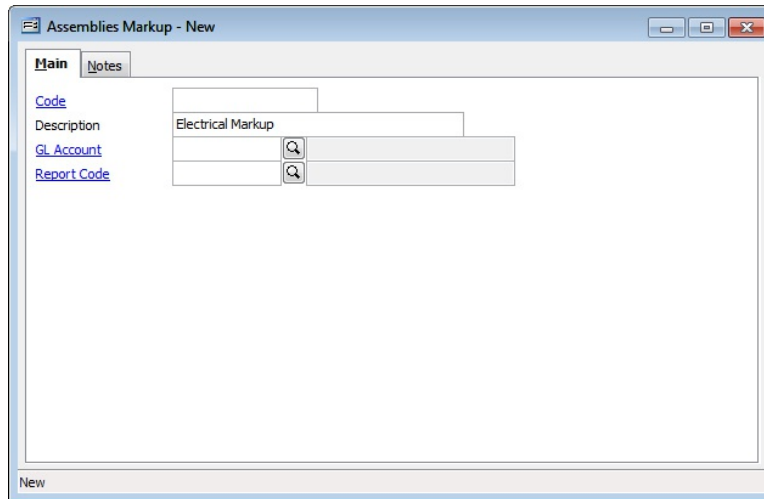 Assemblies Markup - New
Main Notes
Code
Description Electrical Markup
GL Account
Report Code
New